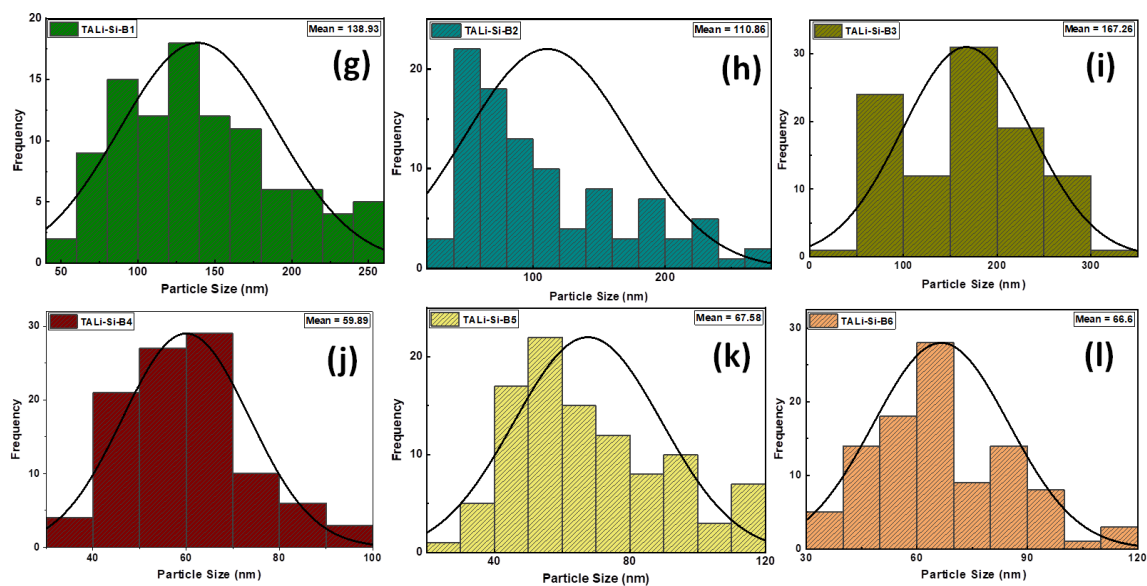 TALi-Si-B1
Mean = 138.93
(g)
20
15
10
5
0
Frequency
50
100
150
200
250
Particle Size (nm)
TALi-Si-B2
Mean = 110.86
(h)
20
10
0
Frequency
100
200
Particle Size (nm)
TALi-Si-B3
Mean = 167.26
(i)
30
20
10
0
Frequency
0
100
200
300
Particle Size (nm)
TALi-Si-B4
Mean = 59.89
(j)
30
20
10
0
Frequency
40
60
80
100
Particle Size (nm)
TALi-Si-B5
Mean = 67.58
(k)
20
10
0
Frequency
40
80
120
Particle Size (nm)
TALi-Si-B6
Mean = 66.6
(l)
30
20
10
0
Frequency
30
60
90
120
Particle Size (nm)